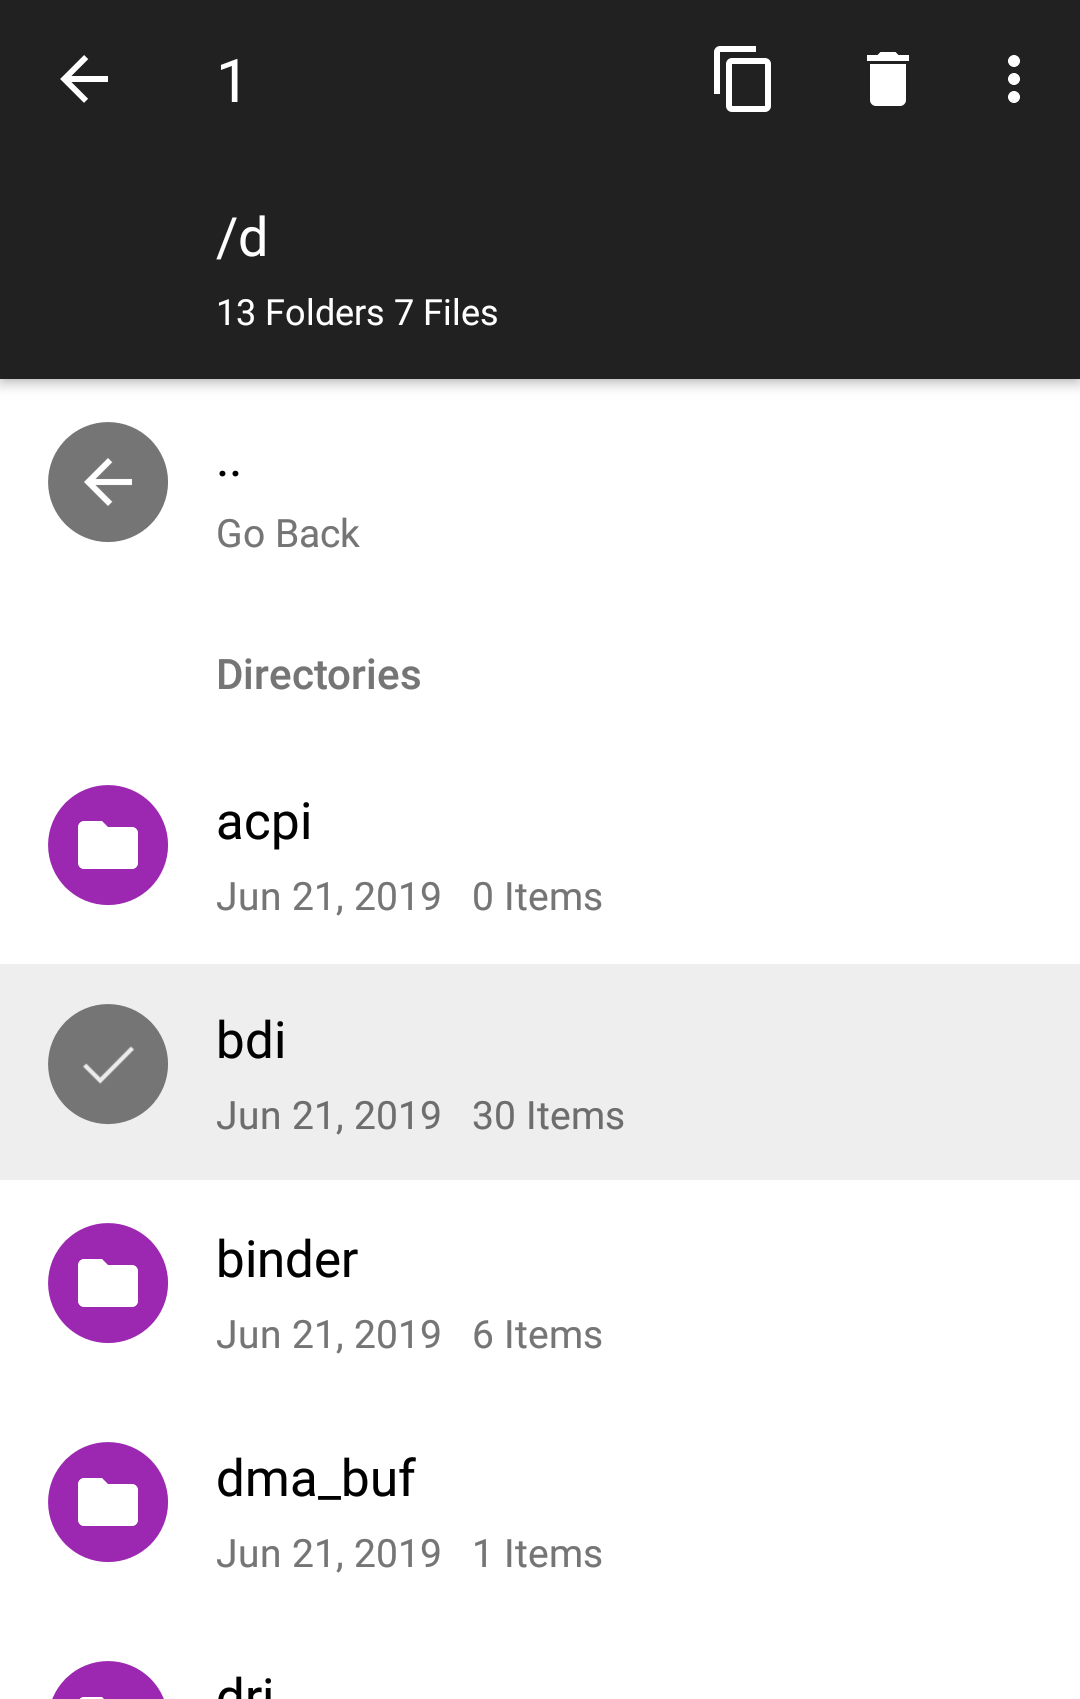 1
/d
13 Folders 7 Files
..
Go Back
Directories
acpi
Jun 21, 2019 0 Items
bdi
Jun 21, 2019 30 Items
binder
Jun 21, 2019 6 Items
dma_buf
Jun 21, 2019 1 Items
dri